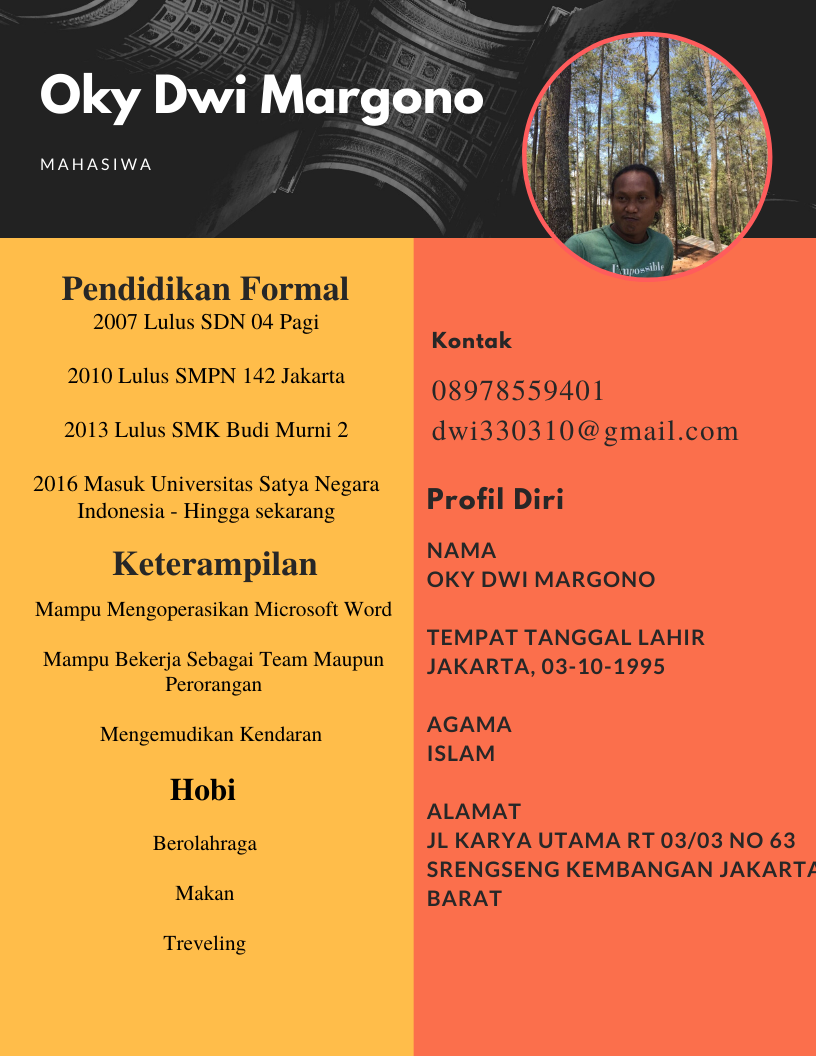 Oky Dwi Margono
MAHASIWA
Pendidikan Formal
2007 Lulus SDN 04 Pagi
2010 Lulus SMPN 142 Jakarta
2013 Lulus SMK Budi Murni 2
2016 Masuk Universitas Satya Negara
Indonesia - Hingga sekarang
Keterampilan
Mampu Mengoperasikan Microsoft Word
Mampu Bekerja Sebagai Team Maupun
Perorangan
Mengemudikan Kendaran
Hobi
Berolahraga
Makan
Treveling
Impossible
Kontak
08978559401
dwi330310@gmail.com
Profil Diri
NAMA
OKY DWI MARGONO
TEMPAT TANGGAL LAHIR
JAKARTA, 03-10-1995
AGAMA
ISLAM
ALAMAT
JL KARYA UTAMA RT 03/03 NO 63
SRENGSENG KEMBANGAN JAKARTA
BARAT